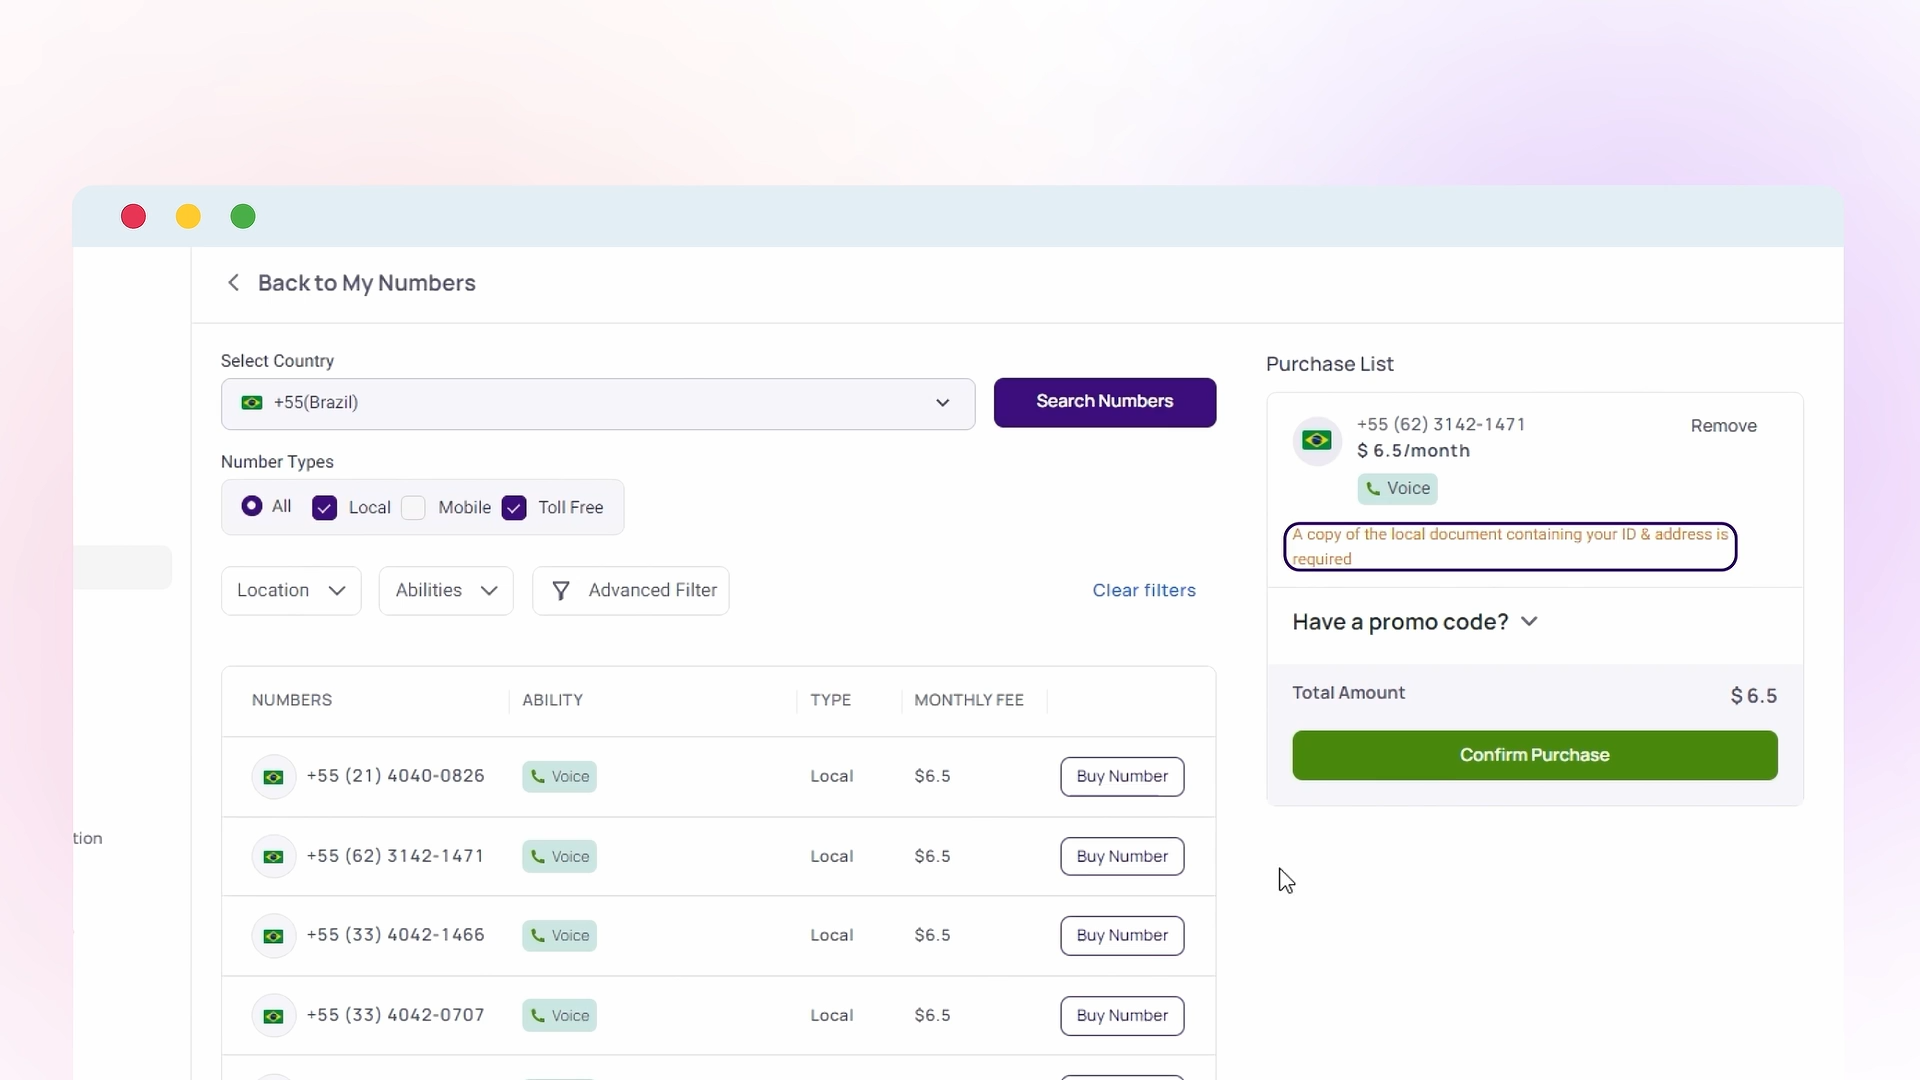 Back to My Numbers
Select Country
+55(Brazil)
Search Numbers
Number Types
All Local Mobile Toll Free
Location Abilities Advanced Filter Clear filters
NUMBERS ABILITY TYPE MONTHLY FEE
+55 (21) 4040-0826 Voice Local $6.5 Buy Number
+55 (62) 3142-1471 Voice Local $6.5 Buy Number
+55 (33) 4042-1466 Voice Local $6.5 Buy Number
+55 (33) 4042-0707 Voice Local $6.5 Buy Number
tion
Purchase List
+55 (62) 3142-1471 Remove
$ 6.5/month
Voice
A copy of the local document containing your ID & address is
required
Have a promo code?
Total Amount $ 6.5
Confirm Purchase